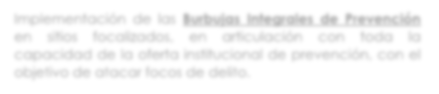 Implementación de las Burbujas Integrales de Prevención
en sitios focalizados, en articulación con toda la
capacidad de la oferta institucional de prevención, con el
objetivo de atacar focos de delito.